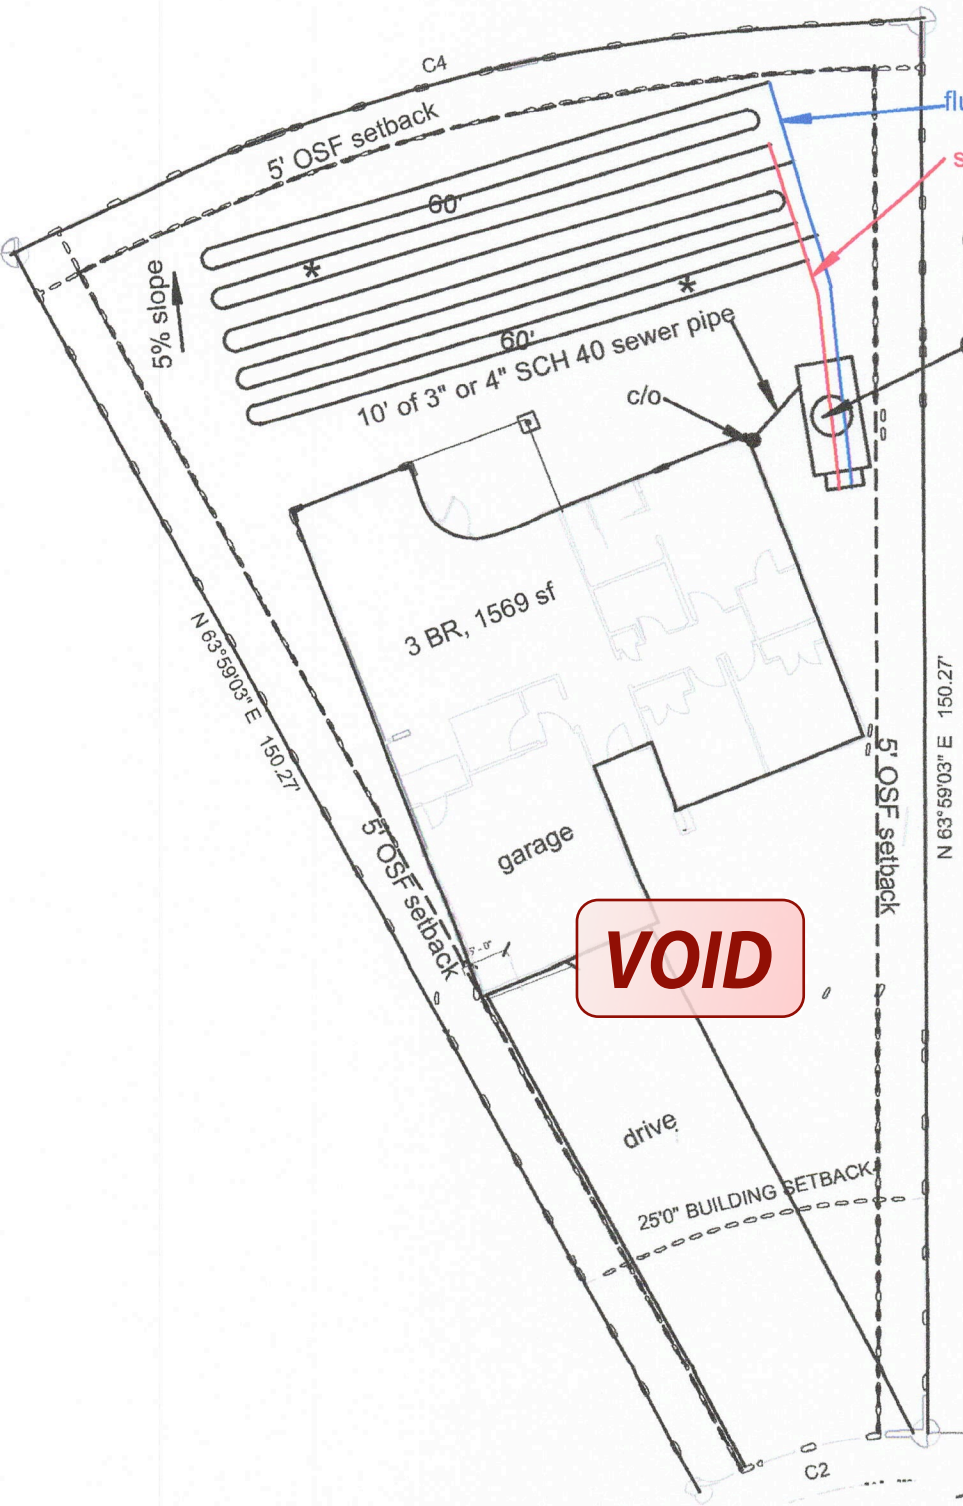 C4
flu
5' OSF setback
s
60'
*
5% slope
*
60'
10' of 3" or 4" SCH 40 sewer pipe
c/o
3 BR, 1569 sf
N 63°59'03" E 150.27'
N 63°59'03" E 150.27'
5' OSF setback
5' OSF setback
garage
VOID
drive
25'0" BUILDING SETBACK
C2